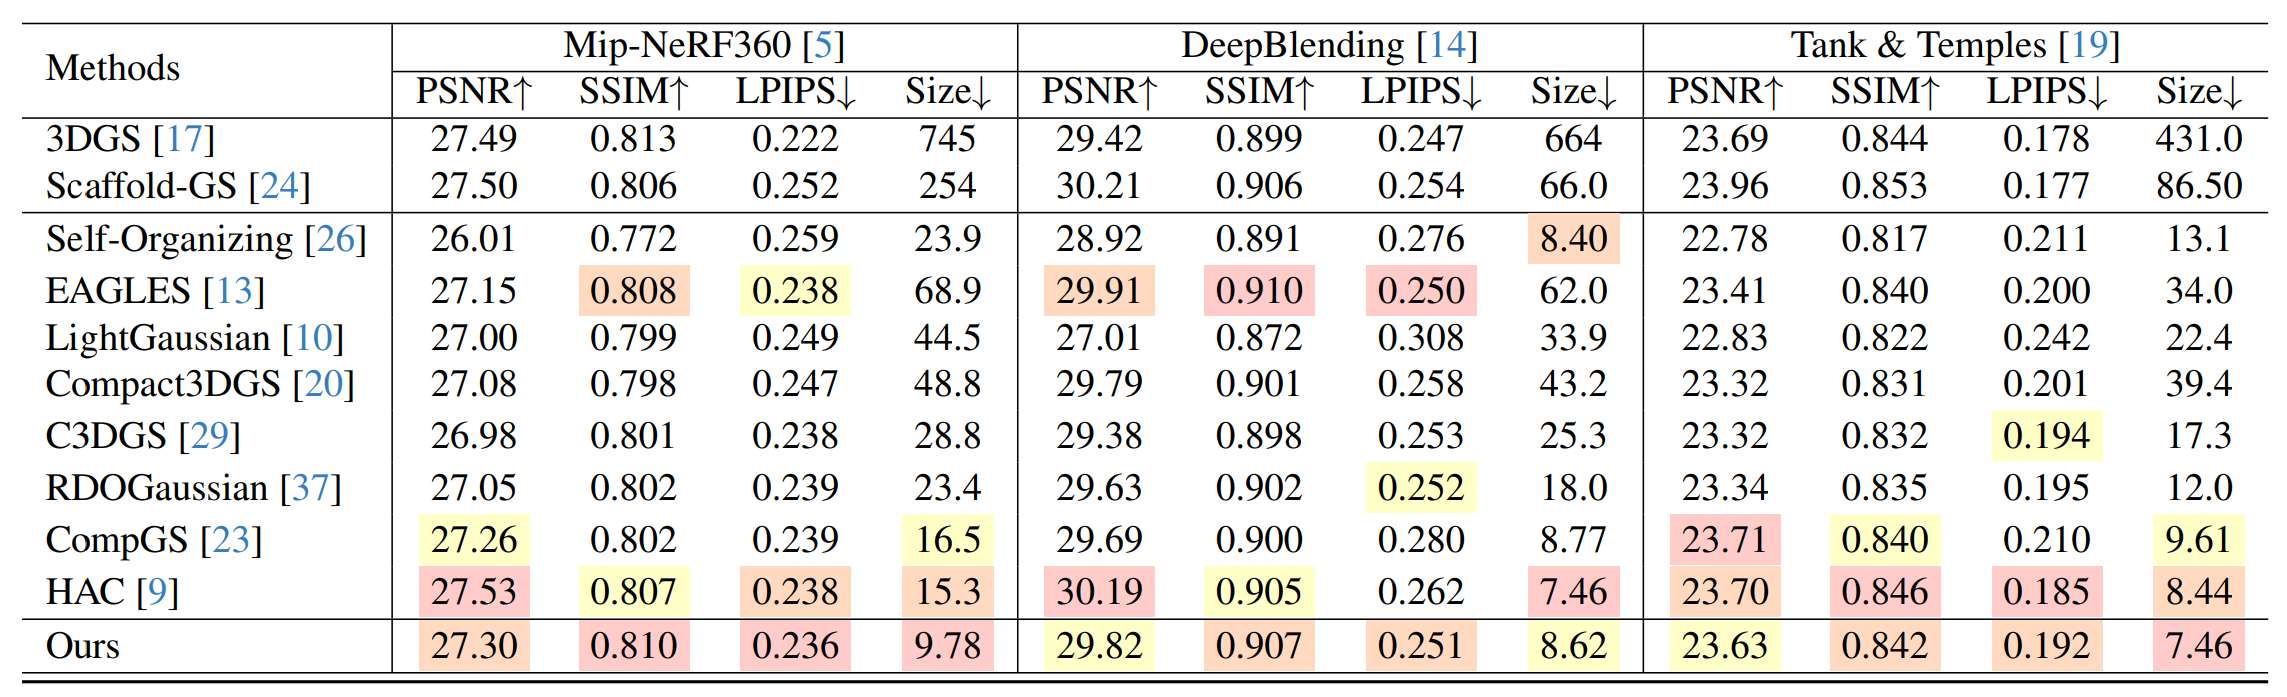 Methods Mip-NeRF360 [5] DeepBlending [14] Tank & Temples [19]
PSNR↑ SSIM↑ LPIPS↓ Size↓ PSNR↑ SSIM↑ LPIPS↓ Size↓ PSNR↑ SSIM↑ LPIPS↓ Size↓
3DGS [17] 27.49 0.813 0.222 745 29.42 0.899 0.247 664 23.69 0.844 0.178 431.0
Scaffold-GS [24] 27.50 0.806 0.252 254 30.21 0.906 0.254 66.0 23.96 0.853 0.177 86.50
Self-Organizing [26] 26.01 0.772 0.259 23.9 28.92 0.891 0.276 8.40 22.78 0.817 0.211 13.1
EAGLES [13] 27.15 0.808 0.238 68.9 29.91 0.910 0.250 62.0 23.41 0.840 0.200 34.0
LightGaussian [10] 27.00 0.799 0.249 44.5 27.01 0.872 0.308 33.9 22.83 0.822 0.242 22.4
Compact3DGS [20] 27.08 0.798 0.247 48.8 29.79 0.901 0.258 43.2 23.32 0.831 0.201 39.4
C3DGS [29] 26.98 0.801 0.238 28.8 29.38 0.898 0.253 25.3 23.32 0.832 0.194 17.3
RDOGaussian [37] 27.05 0.802 0.239 23.4 29.63 0.902 0.252 18.0 23.34 0.835 0.195 12.0
CompGS [23] 27.26 0.802 0.239 16.5 29.69 0.900 0.280 8.77 23.71 0.840 0.210 9.61
HAC [9] 27.53 0.807 0.238 15.3 30.19 0.905 0.262 7.46 23.70 0.846 0.185 8.44
Ours 27.30 0.810 0.236 9.78 29.82 0.907 0.251 8.62 23.63 0.842 0.192 7.46